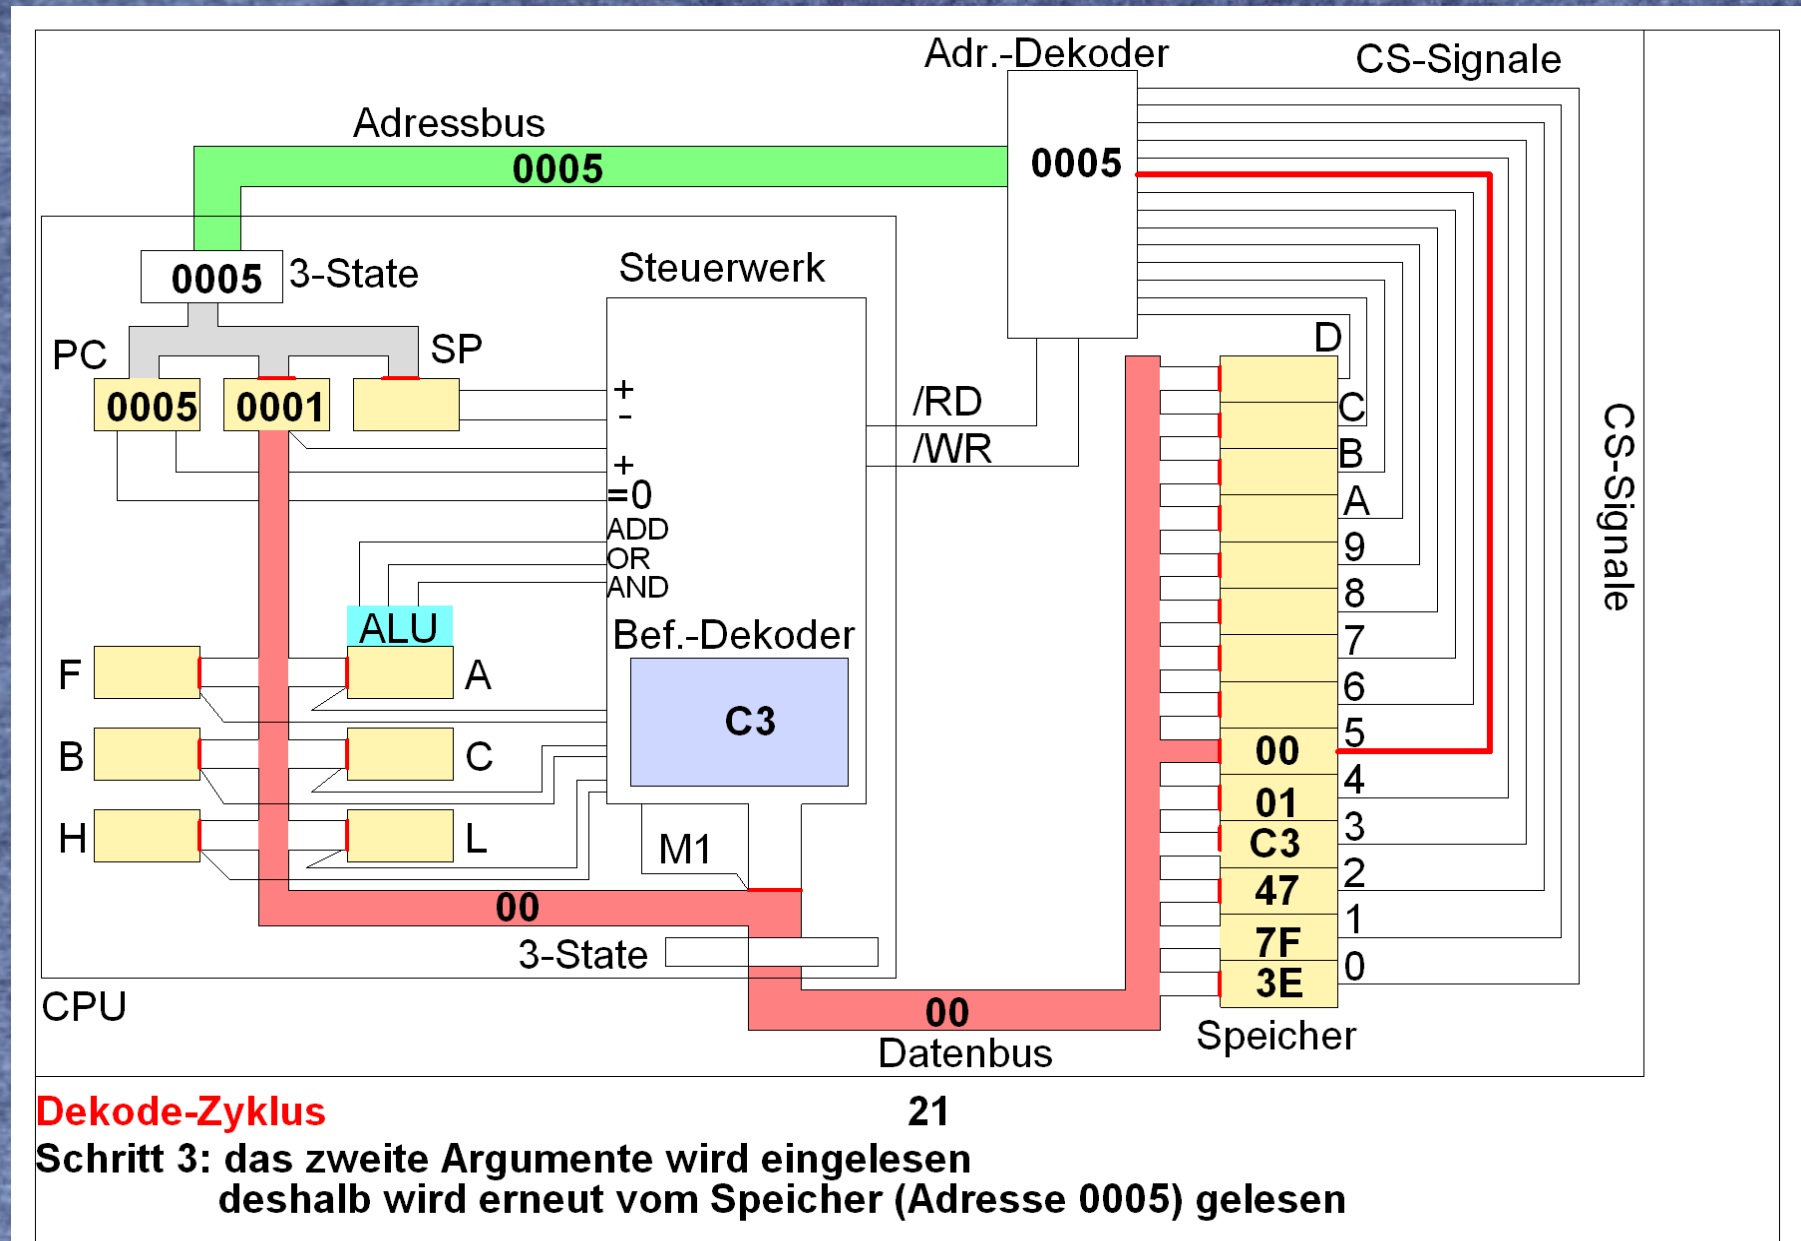 Adr.-Dekoder
CS-Signale
Adressbus
0005
0005
0005
3-State
Steuerwerk
PC
SP
0005
0001
+
-
+
=0
ADD
OR
AND
/RD
/WR
ALU
Bef.-Dekoder
C3
F
A
B
C
H
L
M1
00
3-State
CPU
00
Datenbus
D
C
B
A
9
8
7
6
5
00
4
01
3
C3
2
47
1
7F
0
3E
Speicher
CS-Signale
Dekode-Zyklus
21
Schritt 3: das zweite Argumente wird eingelesen
deshalb wird erneut vom Speicher (Adresse 0005) gelesen